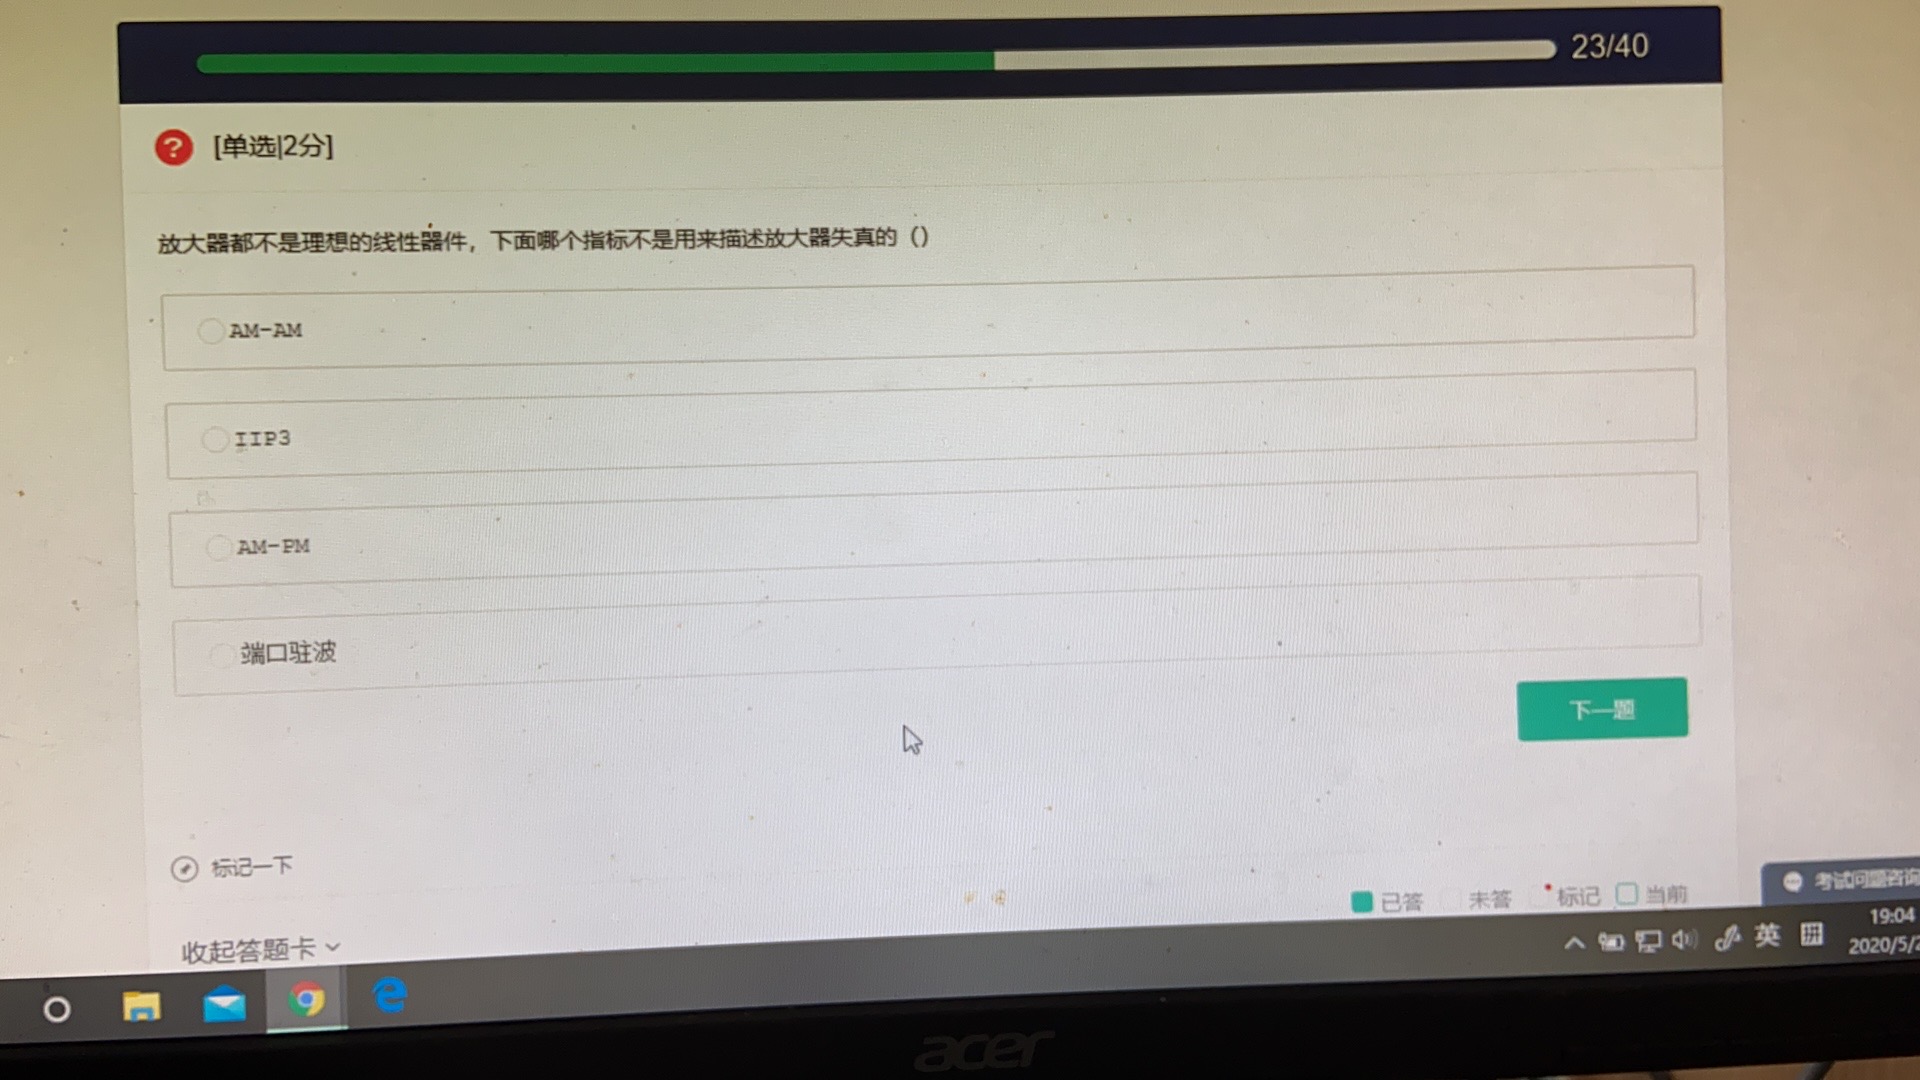 23/40
[单选|2分]
放大器都不是理想的线性器件，下面哪个指标不是用来描述放大器失真的（）
AM-AM
IIP3
AM-PM
端口驻波
下一题
标记一下
已答 未答 标记 当前
考试问题咨询
收起答题卡
英
19:04
2020/5/2
acer